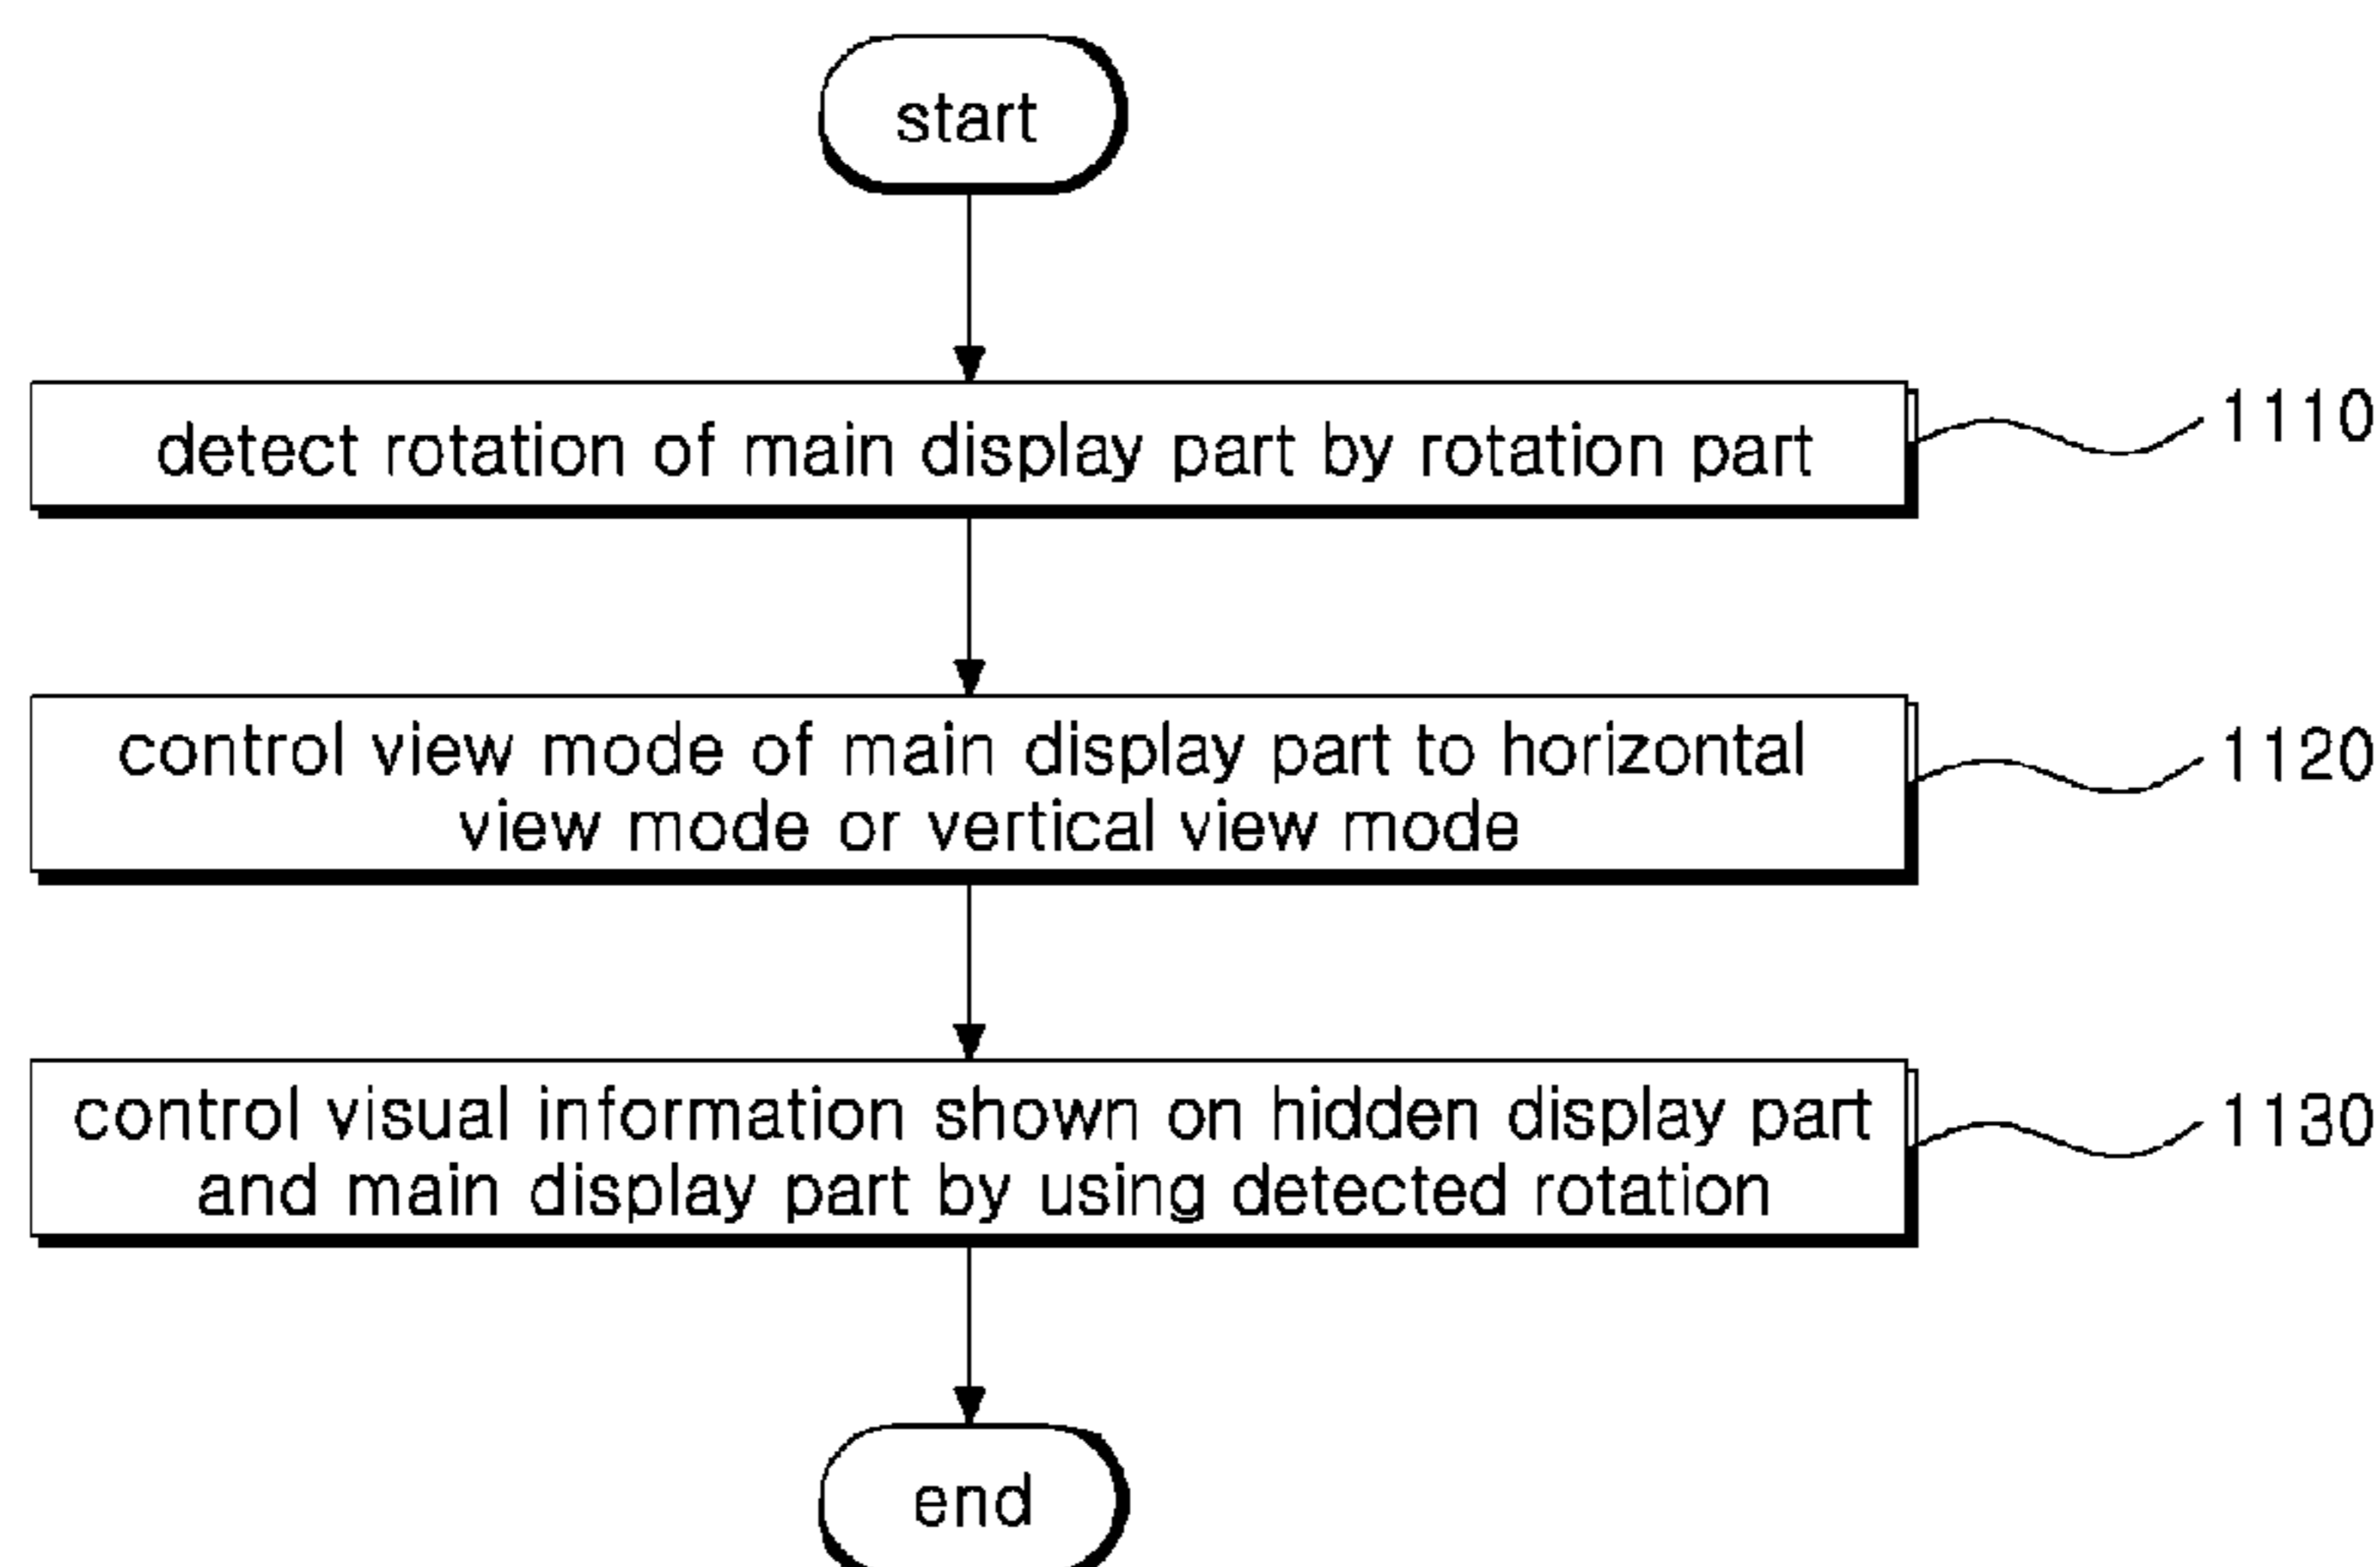 start
detect rotation of main display part by rotation part
1110
control view mode of main display part to horizontal
view mode or vertical view mode
1120
control visual information shown on hidden display part
and main display part by using detected rotation
1130
end